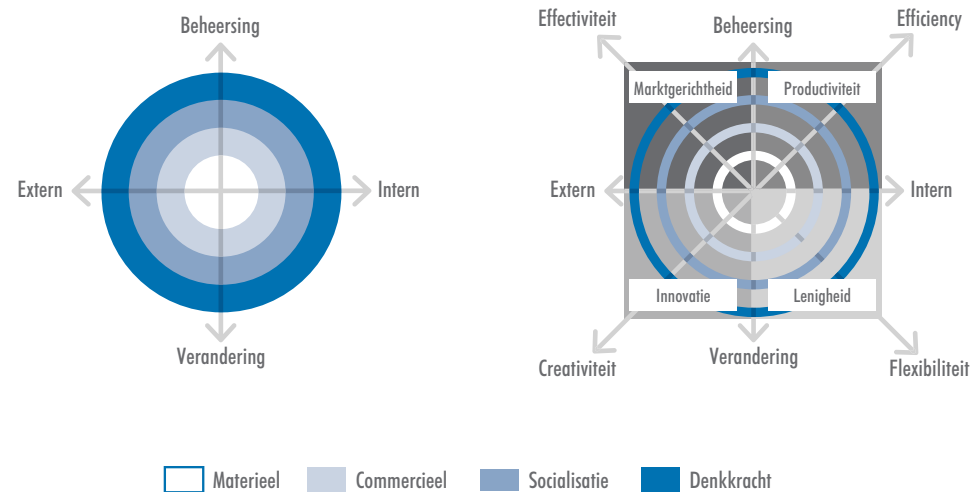 Beheersing
Extern
Intern
Verandering
Effectiviteit
Beheersing
Efficiency
Marktgerichtheid
Productiviteit
Extern
Intern
Innovatie
Lenigheid
Creativiteit
Verandering
Flexibiliteit
Materieel
Commercieel
Socialisatie
Denkkracht